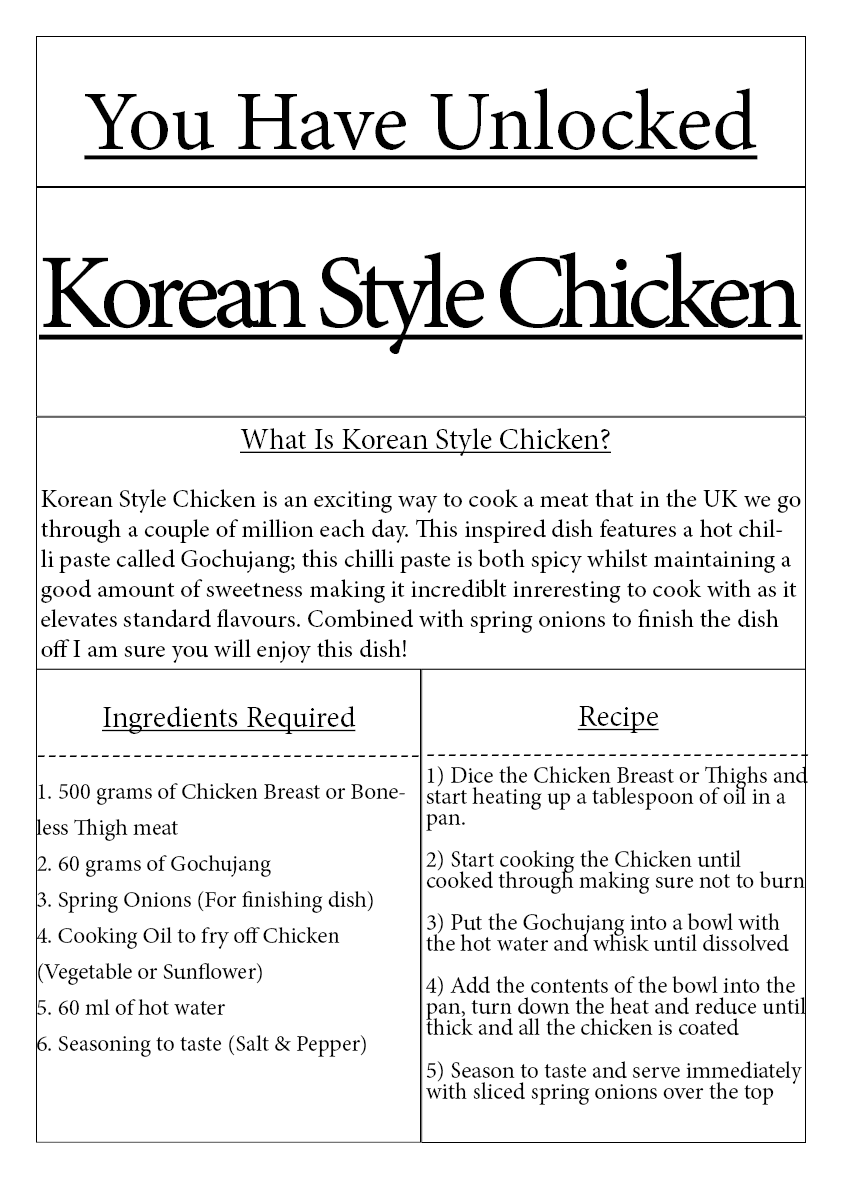 You Have Unlocked
Korean Style Chicken
What Is Korean Style Chicken?
Korean Style Chicken is an exciting way to cook a meat that in the UK we go
through a couple of million each day. This inspired dish features a hot chil-
li paste called Gochujang; this chilli paste is both spicy whilst maintaining a
good amount of sweetness making it incrediblt inreresting to cook with as it
elevates standard flavours. Combined with spring onions to finish the dish
off I am sure you will enjoy this dish!
Ingredients Required
1. 500 grams of Chicken Breast or Bone-
less Thigh meat
2. 60 grams of Gochujang
3. Spring Onions (For finishing dish)
4. Cooking Oil to fry off Chicken
(Vegetable or Sunflower)
5. 60 ml of hot water
6. Seasoning to taste (Salt & Pepper)
Recipe
1) Dice the Chicken Breast or Thighs and
start heating up a tablespoon of oil in a
pan.
2) Start cooking the Chicken until
cooked through making sure not to burn
3) Put the Gochujang into a bowl with
the hot water and whisk until dissolved
4) Add the contents of the bowl into the
pan, turn down the heat and reduce until
thick and all the chicken is coated
5) Season to taste and serve immediately
with sliced spring onions over the top